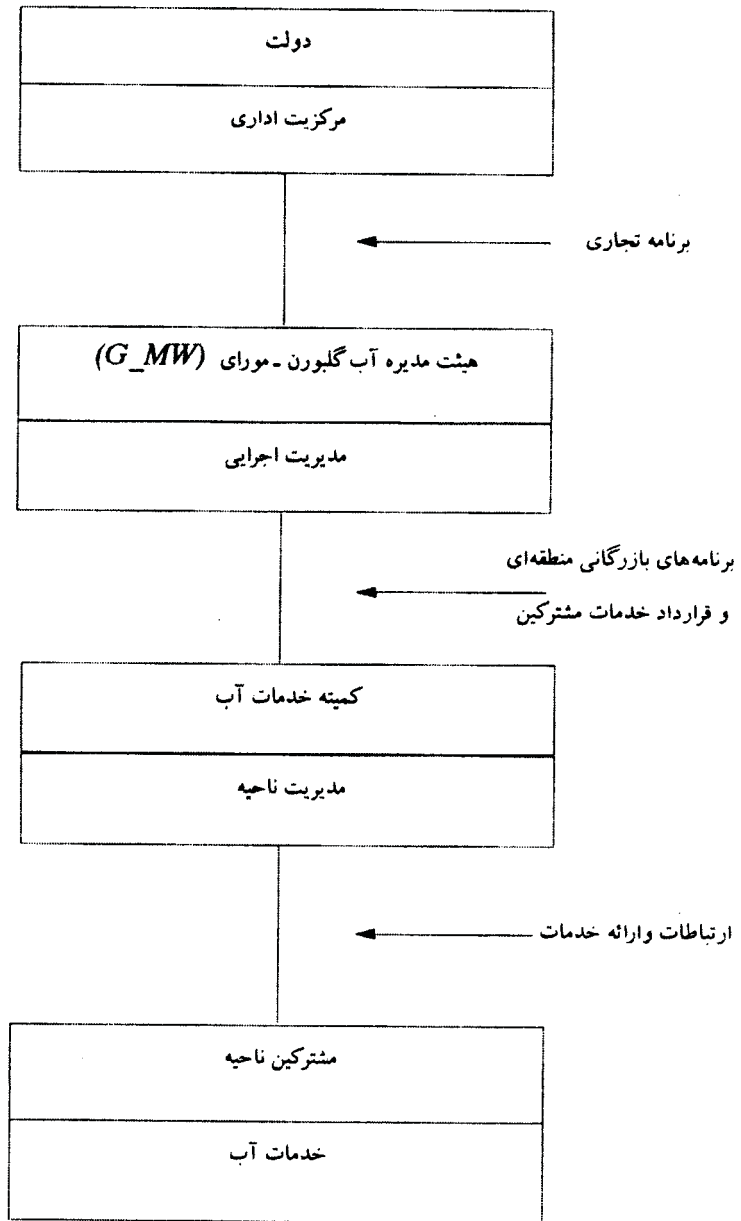 دولت
مرکزیت اداری
برنامه تجاری
هیئت مدیره آب گلبورن ـ مورای (G_MW)
مدیریت اجرایی
برنامه‌های بازرگانی منطقه‌ای
و قرارداد خدمات مشترکین
کمیته خدمات آب
مدیریت ناحیه
ارتباطات وارائه خدمات
مشترکین ناحیه
خدمات آب